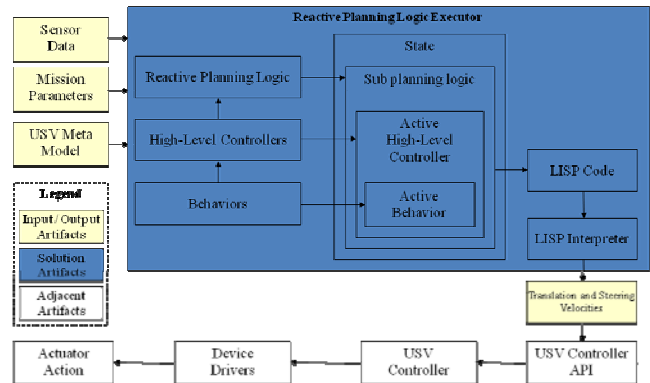 Reactive Planning Logic Executor
Sensor
Data
Mission
Parameters
USV Meta
Model
Reactive Planning Logic
High-Level Controllers
Behaviors
State
Sub planning logic
Active
High-Level
Controller
Active
Behavior
LISP Code
LISP Interpreter
Legend
Input / Output
Artifacts
Solution
Artifacts
Adjacent
Artifacts
Translation and Steering
Velocities
Actuator
Action
Device
Drivers
USV
Controller
USV Controller
API